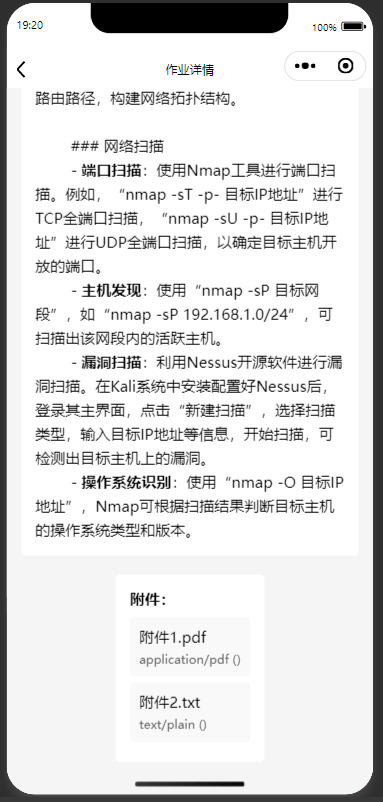 19:20
100%
作业详情
路由路径，构建网络拓扑结构。
### 网络扫描
- 端口扫描：使用Nmap工具进行端口扫
描。例如，“nmap -sT -p- 目标IP地址”进行
TCP全端口扫描，“nmap -sU -p- 目标IP地
址”进行UDP全端口扫描，以确定目标主机开
放的端口。
- 主机发现：使用“nmap -sP 目标网
段”，如“nmap -sP 192.168.1.0/24”，可
扫描出该网段内的活跃主机。
- 漏洞扫描：利用Nessus开源软件进行漏
洞扫描。在Kali系统中安装配置好Nessus后，
登录其主界面，点击“新建扫描”，选择扫描
类型，输入目标IP地址等信息，开始扫描，可
检测出目标主机上的漏洞。
- 操作系统识别：使用“nmap -O 目标IP
地址”，Nmap可根据扫描结果判断目标主机
的操作系统类型和版本。
附件：
附件1.pdf
application/pdf ()
附件2.txt
text/plain ()